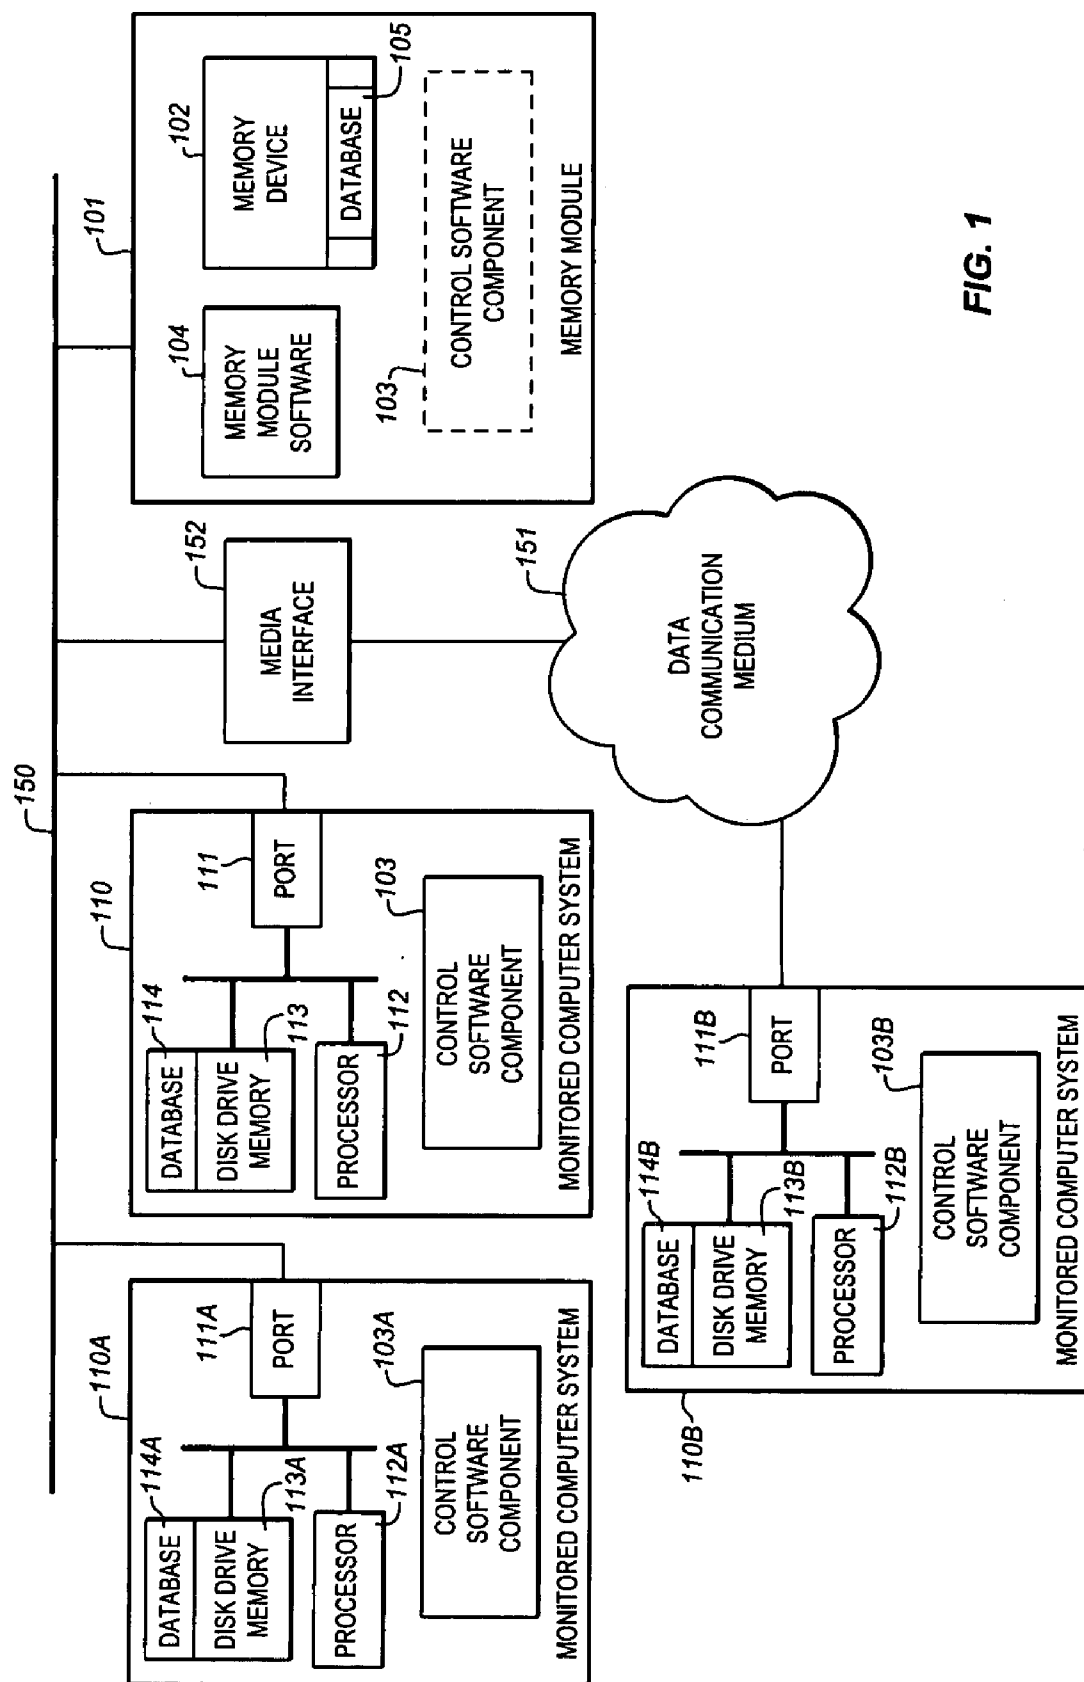 150
110A
114A
DATABASE
DISK DRIVE
MEMORY
113A
PROCESSOR
112A
111A
PORT
103A
CONTROL
SOFTWARE
COMPONENT
MONITORED COMPUTER SYSTEM
110
114
DATABASE
DISK DRIVE
MEMORY
113
PROCESSOR
112
111
PORT
103
CONTROL
SOFTWARE
COMPONENT
MONITORED COMPUTER SYSTEM
152
MEDIA
INTERFACE
101
104
MEMORY
MODULE
SOFTWARE
102
MEMORY
DEVICE
DATABASE
105
103
CONTROL SOFTWARE
COMPONENT
MEMORY MODULE
151
DATA
COMMUNICATION
MEDIUM
110B
114B
DATABASE
DISK DRIVE
MEMORY
113B
PROCESSOR
112B
111B
PORT
103B
CONTROL
SOFTWARE
COMPONENT
MONITORED COMPUTER SYSTEM
FIG. 1